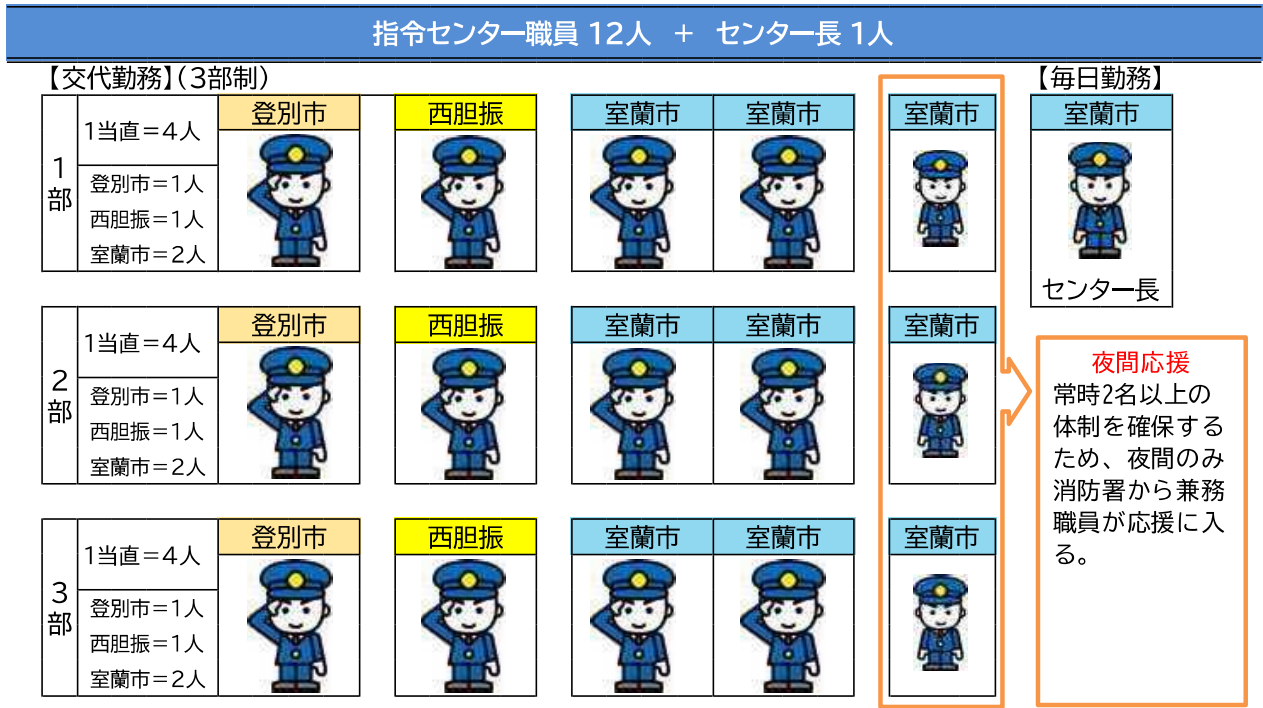 指令センター職員 12人 + センター長 1人
【交代勤務】(3部制)
【毎日勤務】
1部
1当直=4人
登別市=1人
西胆振=1人
室蘭市=2人
登別市
西胆振
室蘭市
室蘭市
室蘭市
室蘭市
センター長
2部
1当直=4人
登別市=1人
西胆振=1人
室蘭市=2人
登別市
西胆振
室蘭市
室蘭市
室蘭市
夜間応援
常時2名以上の
体制を確保する
ため、夜間のみ
消防署から兼務
職員が応援に入
る。
3部
1当直=4人
登別市=1人
西胆振=1人
室蘭市=2人
登別市
西胆振
室蘭市
室蘭市
室蘭市